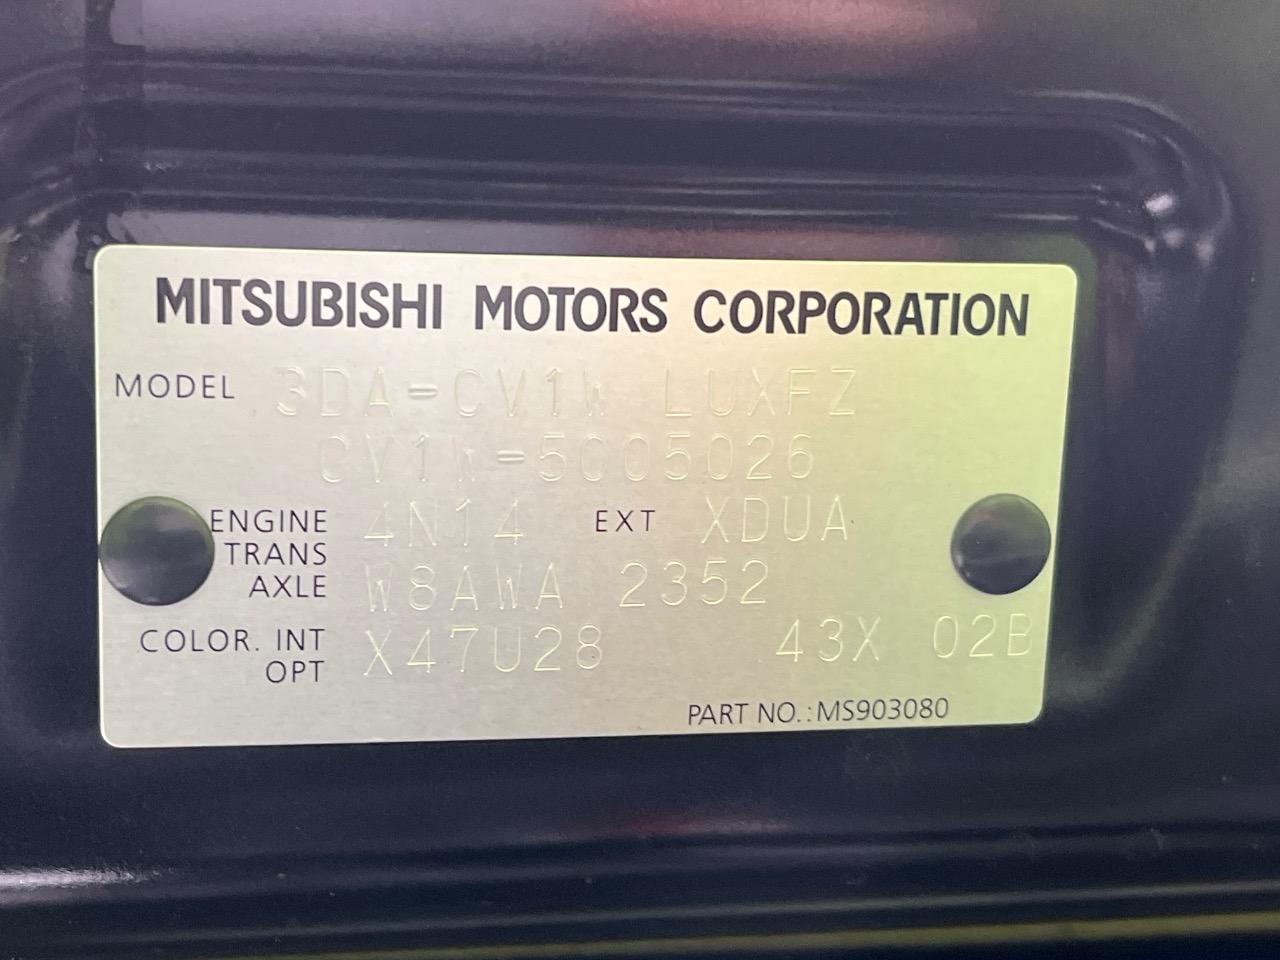 MITSUBISHI MOTORS CORPORATION
MODEL 3DA-CV1W LUXFZ
CV1W-5005026
ENGINE 4N14 EXT XDUA
TRANS
AXLE W8AWA 2352
COLOR. INT X47U28 43X 02B
OPT
PART NO.:MS903080